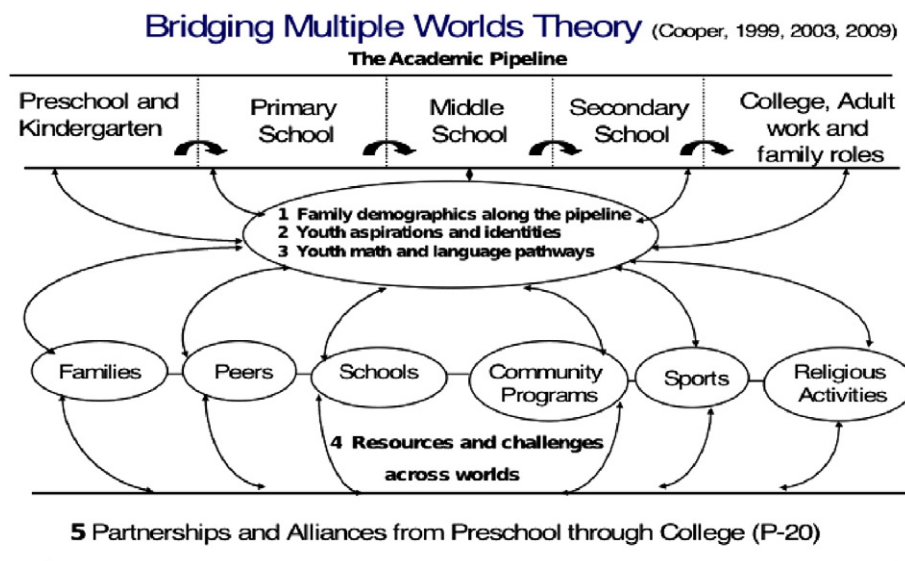 Bridging Multiple Worlds Theory (Cooper, 1999, 2003, 2009)
The Academic Pipeline
Preschool and
Kindergarten
Primary
School
Middle
School
Secondary
School
College, Adult
work and
family roles
1 Family demographics along the pipeline
2 Youth aspirations and identities
3 Youth math and language pathways
Families
Peers
Schools
Community
Programs
Sports
Religious
Activities
4 Resources and challenges
across worlds
5 Partnerships and Alliances from Preschool through College (P-20)